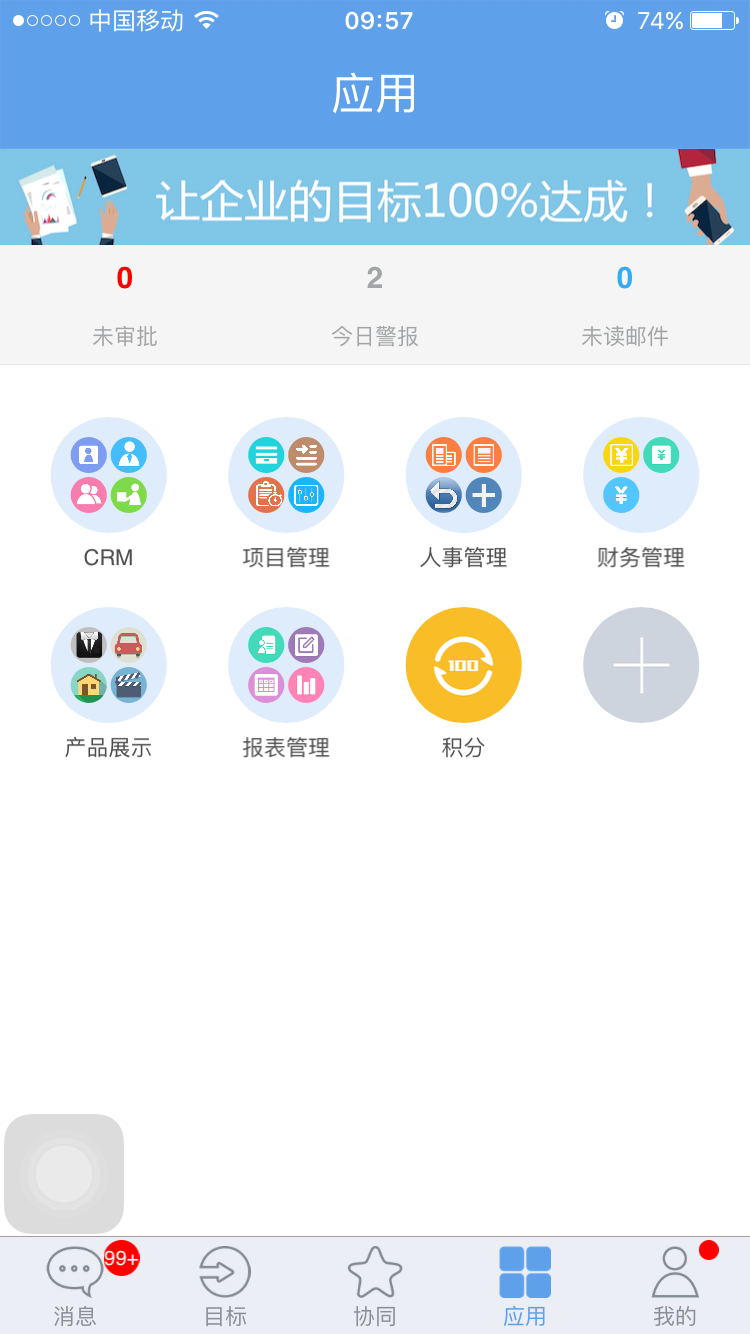 中国移动 09:57 74%
应用
让企业的目标100%达成！
0 2 0
未审批 今日警报 未读邮件
CRM 项目管理 人事管理 财务管理
100
产品展示 报表管理 积分
99+
消息 目标 协同 应用 我的